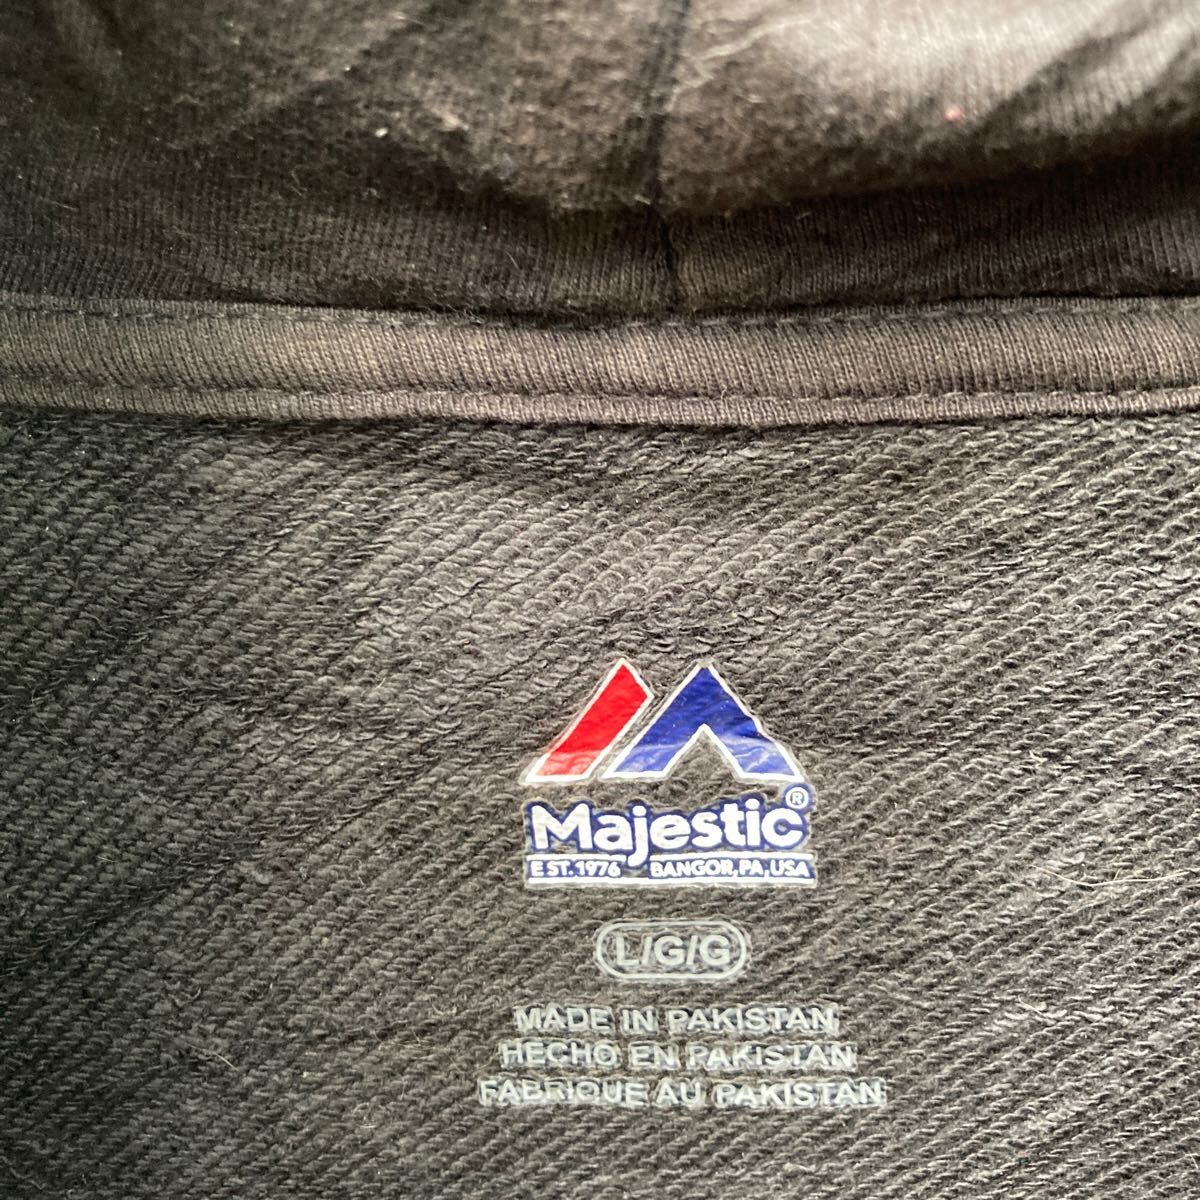 Majestic®
EST. 1976 BANGOR, PA, USA
L/G/G
MADE IN PAKISTAN
HECHO EN PAKISTAN
FABRIQUE AU PAKISTAN